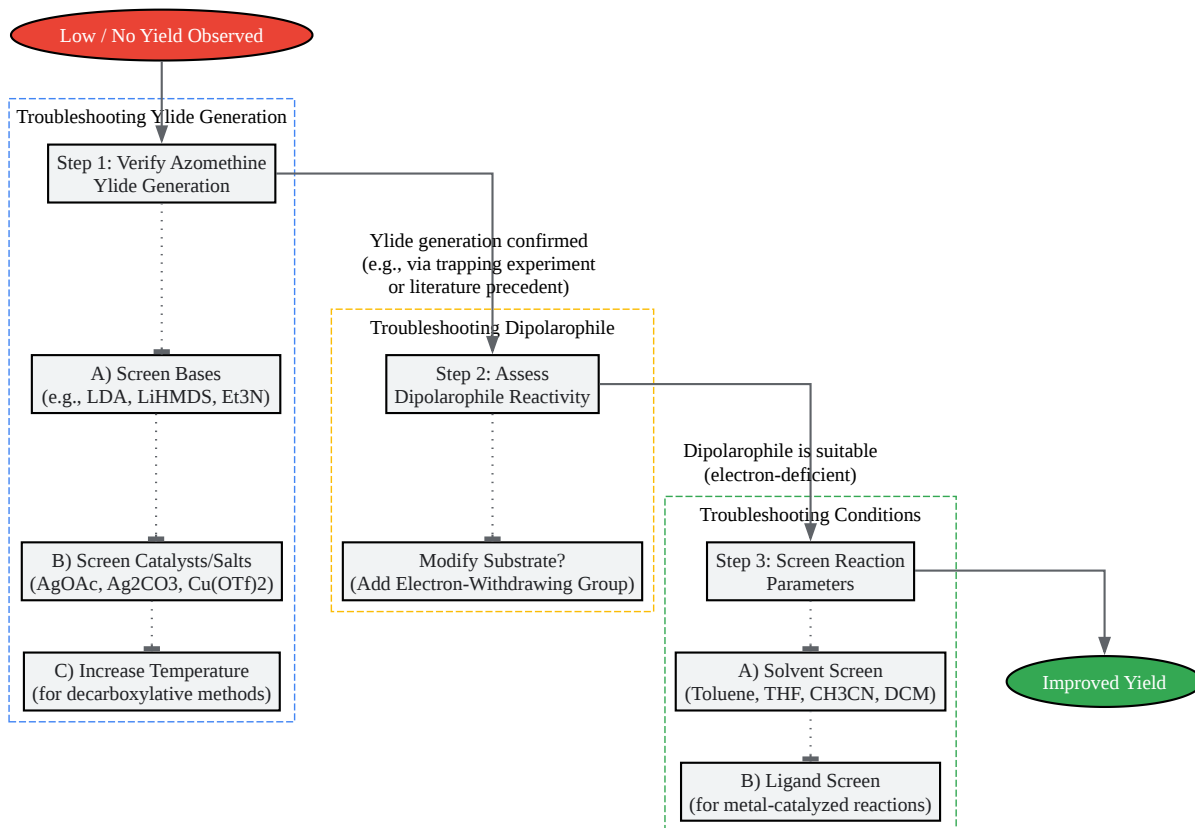 Low / No Yield Observed
Troubleshooting Ylide Generation
Step 1: Verify Azomethine
Ylide Generation
Ylide generation confirmed
(e.g., via trapping experiment
or literature precedent)
Troubleshooting Dipolarophile
A) Screen Bases
(e.g., LDA, LiHMDS, Et3N)
Step 2: Assess
Dipolarophile Reactivity
Dipolarophile is suitable
(electron-deficient)
Troubleshooting Conditions
B) Screen Catalysts/Salts
(AgOAc, Ag2CO3, Cu(OTf)2)
Modify Substrate?
(Add Electron-Withdrawing Group)
Step 3: Screen Reaction
Parameters
C) Increase Temperature
(for decarboxylative methods)
A) Solvent Screen
(Toluene, THF, CH3CN, DCM)
Improved Yield
B) Ligand Screen
(for metal-catalyzed reactions)